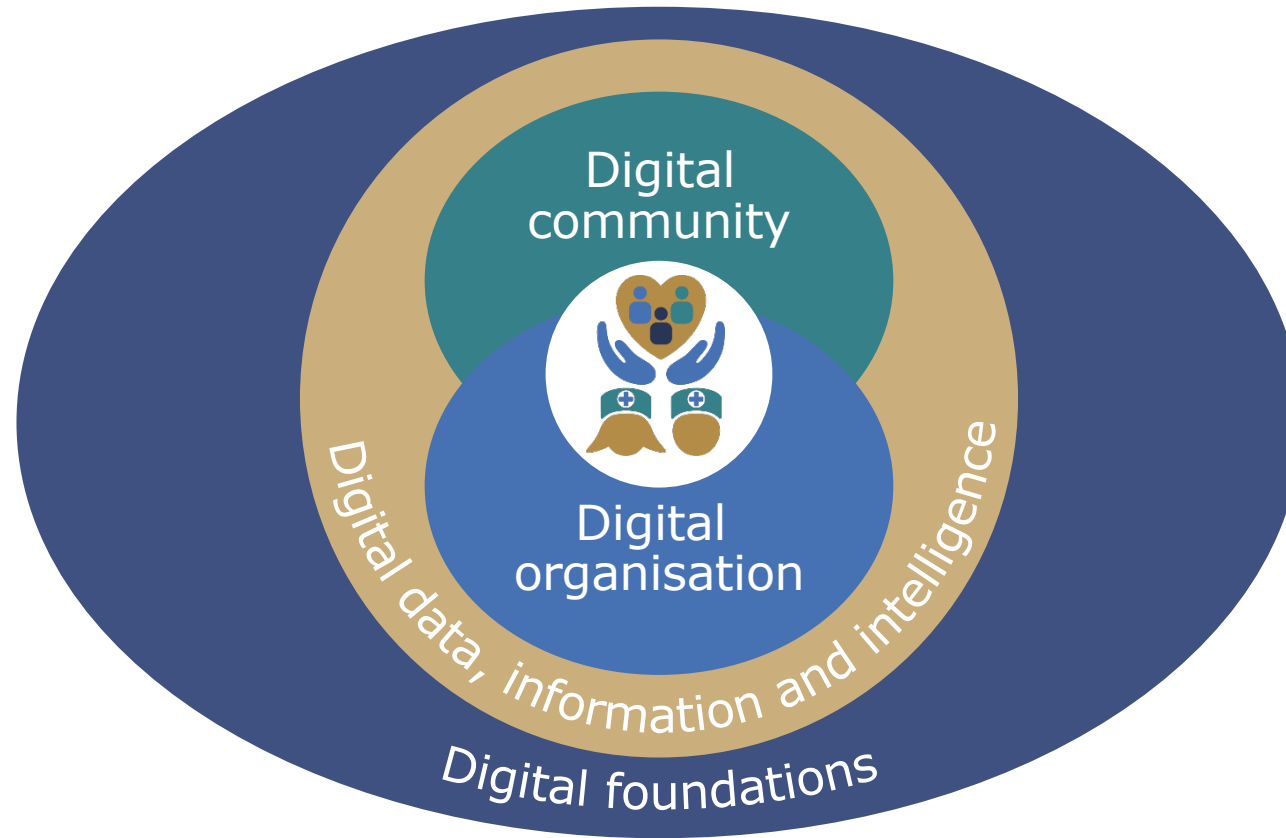 Digital
community
Digital
organisation
Digital data, information and intelligence
Digital foundations